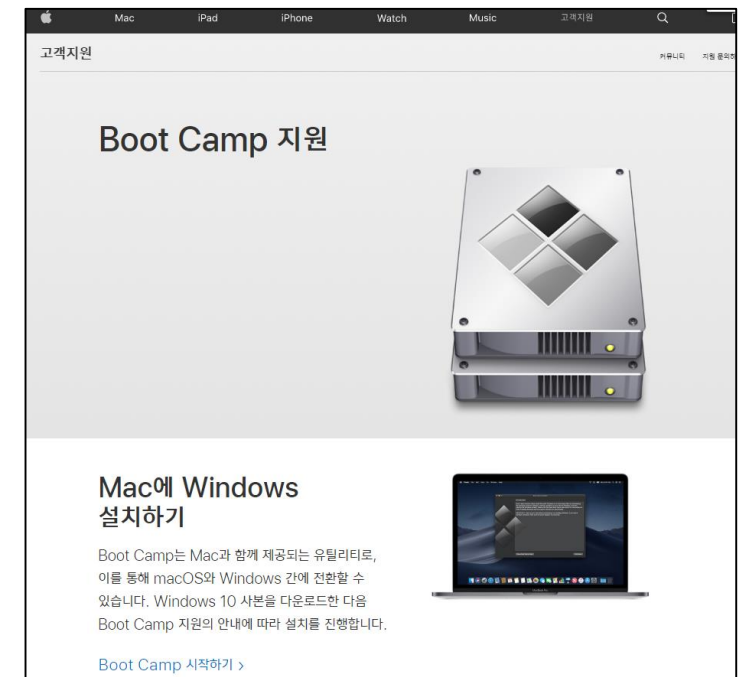 Mac iPad iPhone Watch Music 고객지원
고객지원 커뮤니티 지원 문의하
Boot Camp 지원
Mac에 Windows
설치하기
Boot Camp는 Mac과 함께 제공되는 유틸리티로,
이를 통해 macOS와 Windows 간에 전환할 수
있습니다. Windows 10 사본을 다운로드한 다음
Boot Camp 지원의 안내에 따라 설치를 진행합니다.
Boot Camp 시작하기 >